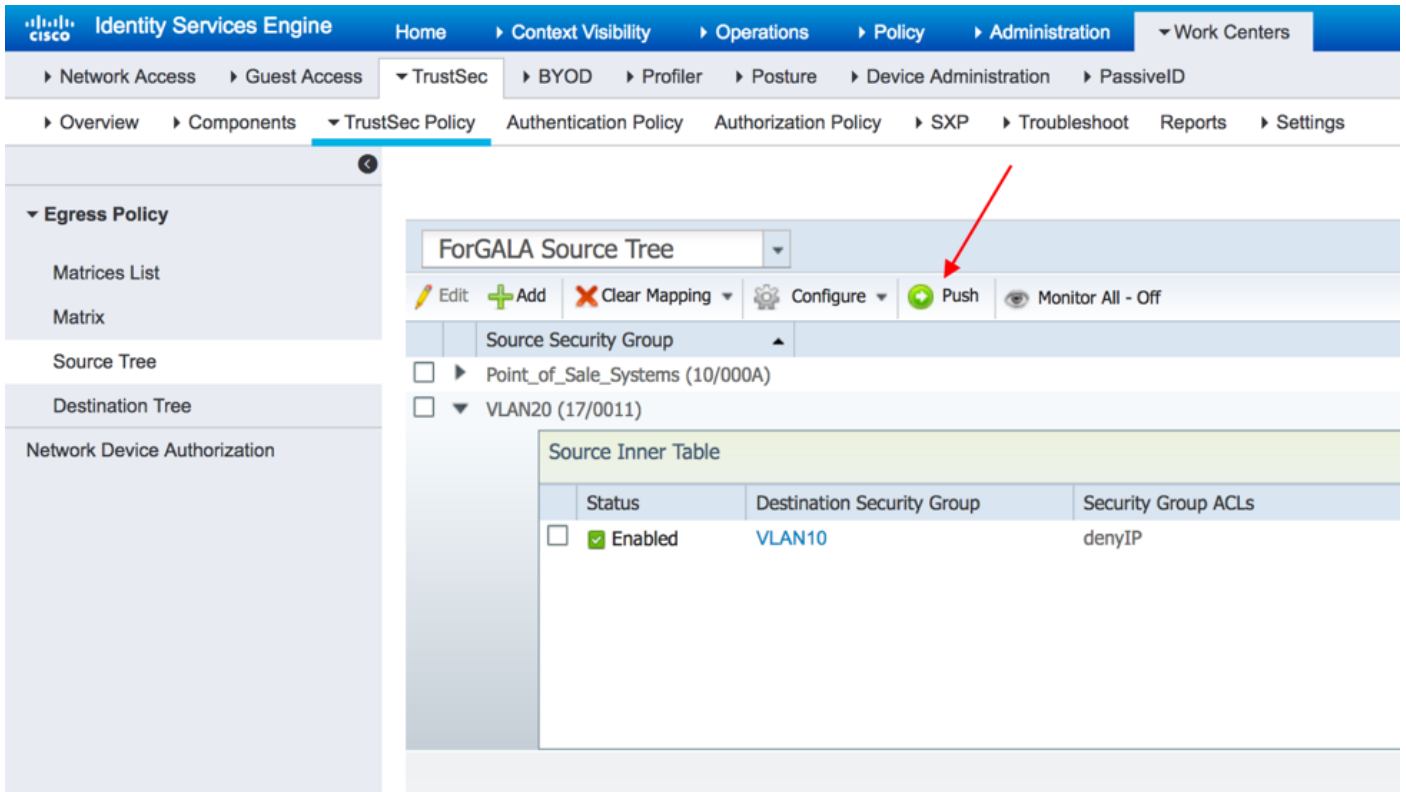 cisco Identity Services Engine Home Context Visibility Operations Policy Administration Work Centers
Network Access Guest Access TrustSec BYOD Profiler Posture Device Administration PassiveID
Overview Components TrustSec Policy Authentication Policy Authorization Policy SXP Troubleshoot Reports Settings
Egress Policy
Matrices List
Matrix
Source Tree
Destination Tree
Network Device Authorization
ForGALA Source Tree
Edit Add Clear Mapping Configure Push Monitor All - Off
Source Security Group
Point_of_Sale_Systems (10/000A)
VLAN20 (17/0011)
Source Inner Table
Status Destination Security Group Security Group ACLs
Enabled VLAN10 denyIP